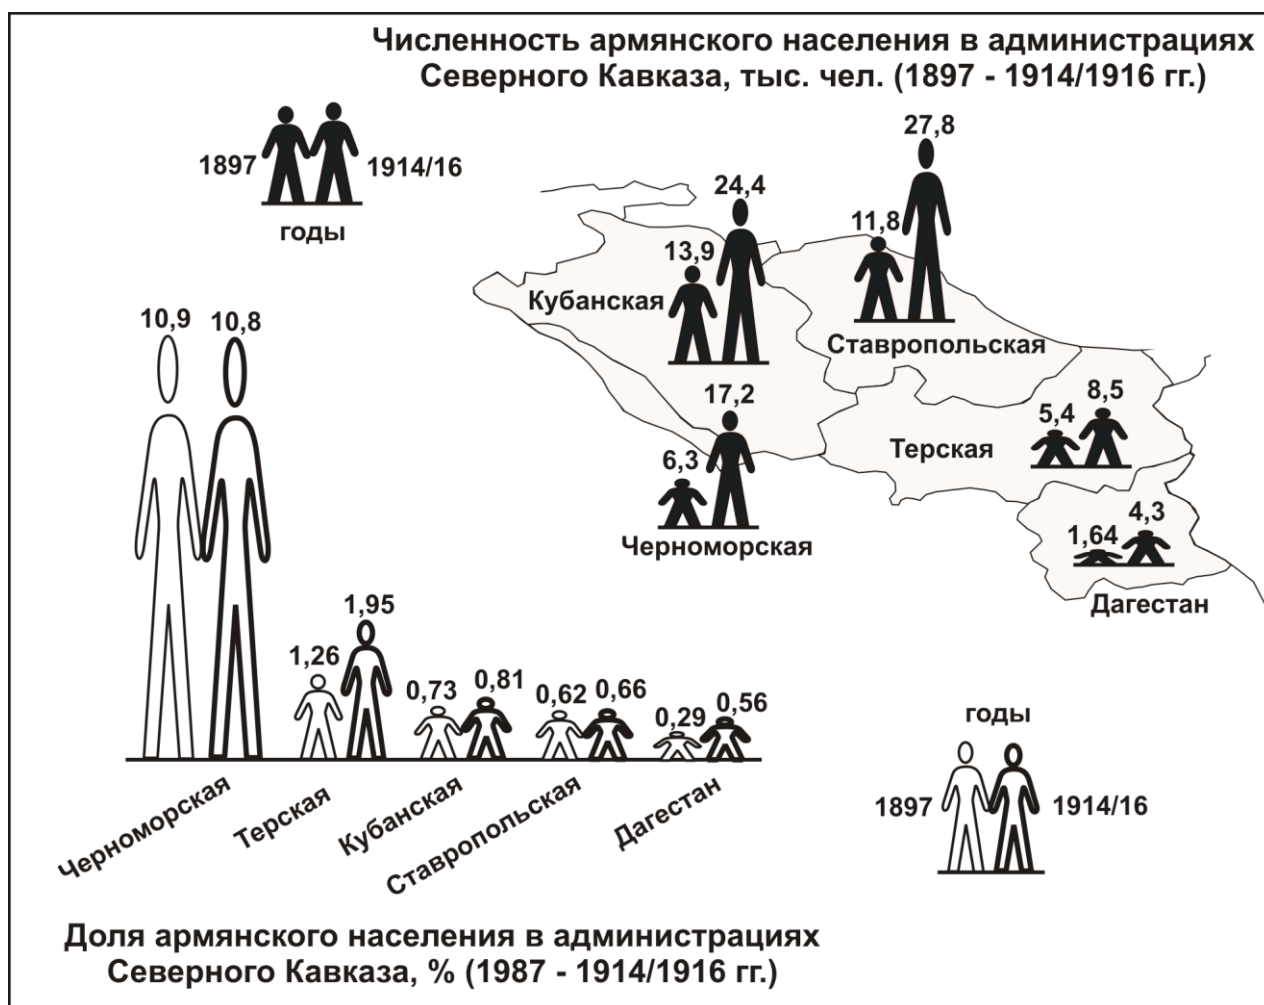 Численность армянского населения в администрациях
Северного Кавказа, тыс. чел. (1897 - 1914/1916 гг.)
1897
1914/16
годы
13,9
24,4
Кубанская
11,8
27,8
Ставропольская
6,3
17,2
Черноморская
5,4
8,5
Терская
1,64
4,3
Дагестан
10,9
10,8
1,26
1,95
0,73
0,81
0,62
0,66
0,29
0,56
Черноморская
Терская
Кубанская
Ставропольская
Дагестан
годы
1897
1914/16
Доля армянского населения в администрациях
Северного Кавказа, % (1987 - 1914/1916 гг.)